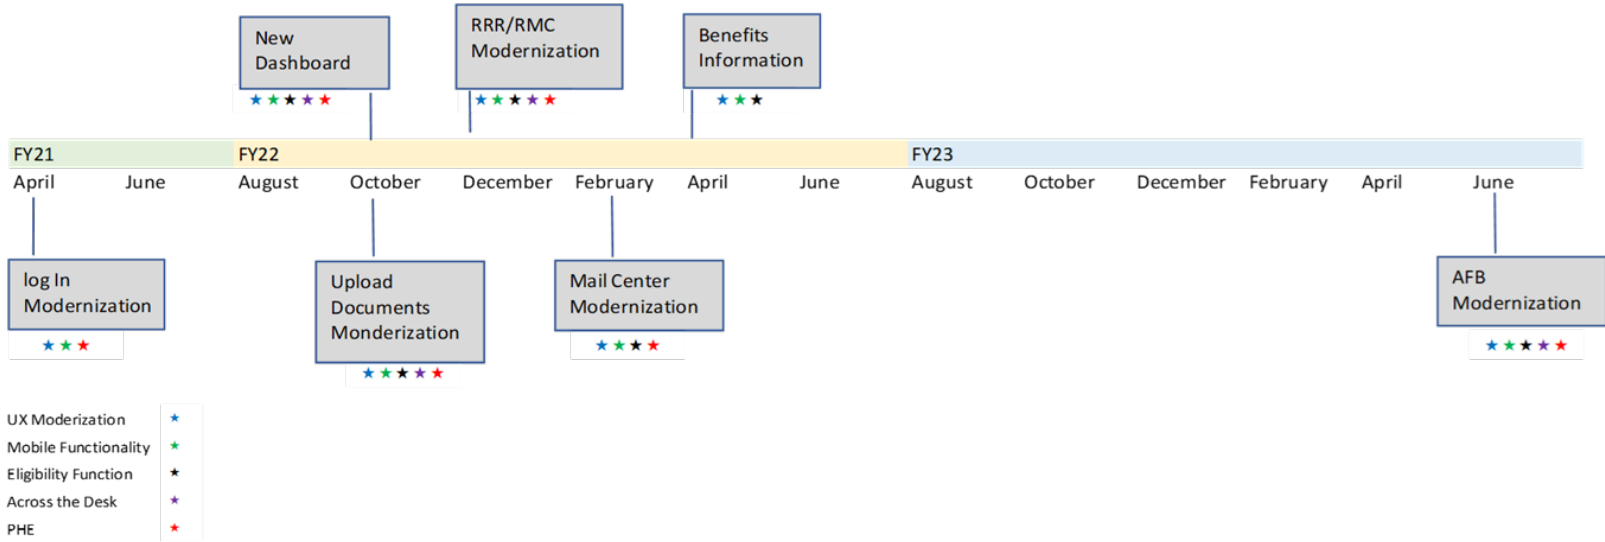 New
Dashboard
RRR/RMC
Modernization
Benefits
Information
FY21
FY22
FY23
April
June
August
October
December
February
April
June
August
October
December
February
April
June
log In
Modernization
Upload
Documents
Monderization
Mail Center
Modernization
AFB
Modernization
UX Moderization
Mobile Functionality
Eligibility Function
Across the Desk
PHE